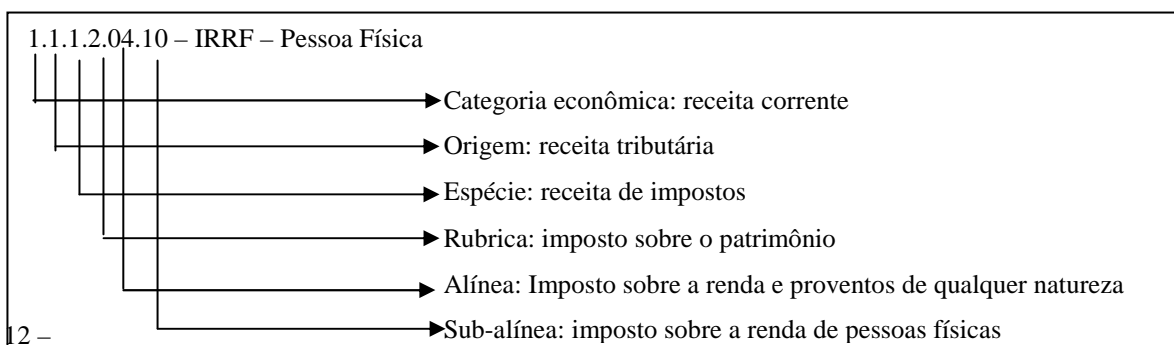 1.1.1.2.04.10 – IRRF – Pessoa Física
Categoria econômica: receita corrente
Origem: receita tributária
Espécie: receita de impostos
Rubrica: imposto sobre o patrimônio
Alínea: Imposto sobre a renda e proventos de qualquer natureza
Sub-alínea: imposto sobre a renda de pessoas físicas
12 –